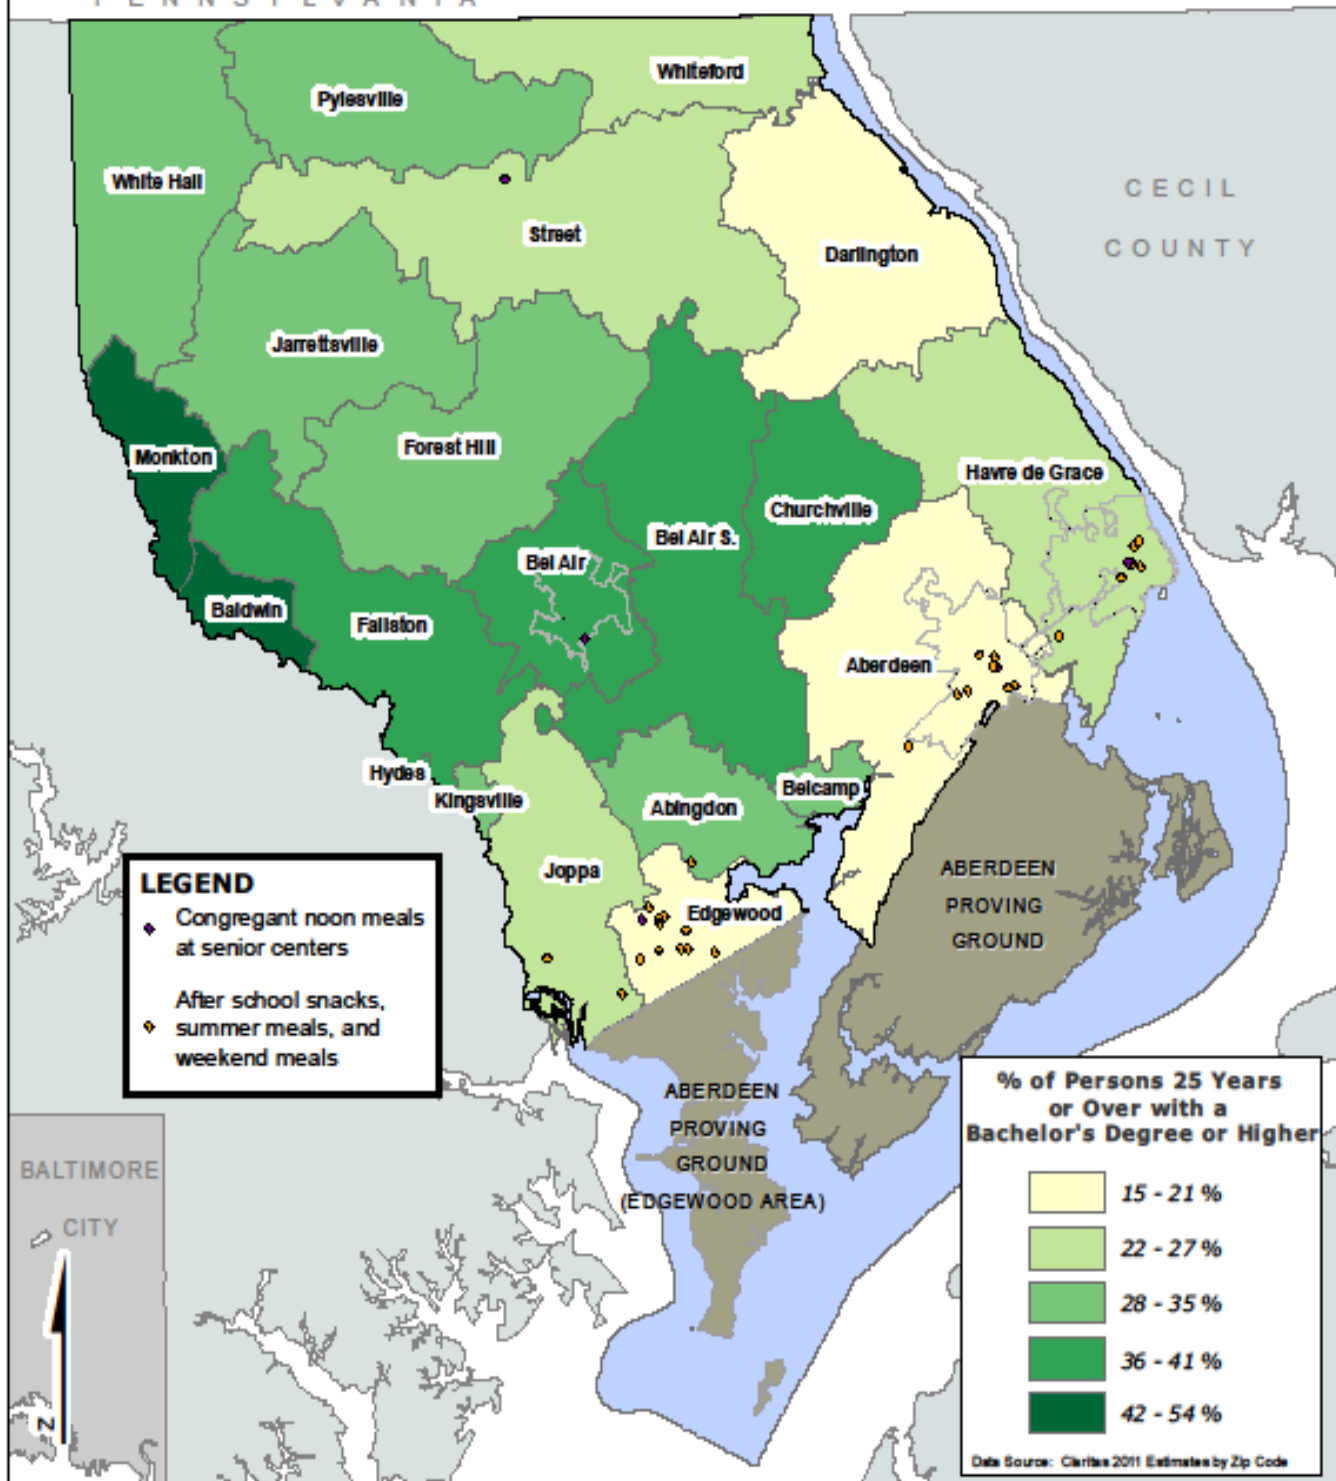 PENNSYLVANIA
Whiteford
Pylesville
White Hall
CECIL
COUNTY
Street
Darlington
Jarrettsville
Forest Hill
Monkton
Havre de Grace
Churchville
Bel Air S.
Bel Air
Baldwin
Fallston
Aberdeen
Hydes
Kingsville
Belcamp
Abingdon
Joppa
Edgewood
ABERDEEN
PROVING
GROUND
LEGEND
Congregant noon meals
at senior centers
After school snacks,
summer meals, and
weekend meals
ABERDEEN
PROVING
GROUND
(EDGEWOOD AREA)
BALTIMORE
CITY
N
% of Persons 25 Years
or Over with a
Bachelor's Degree or Higher
15 - 21 %
22 - 27 %
28 - 35 %
36 - 41 %
42 - 54 %
Data Source: Claritas 2011 Estimates by Zip Code